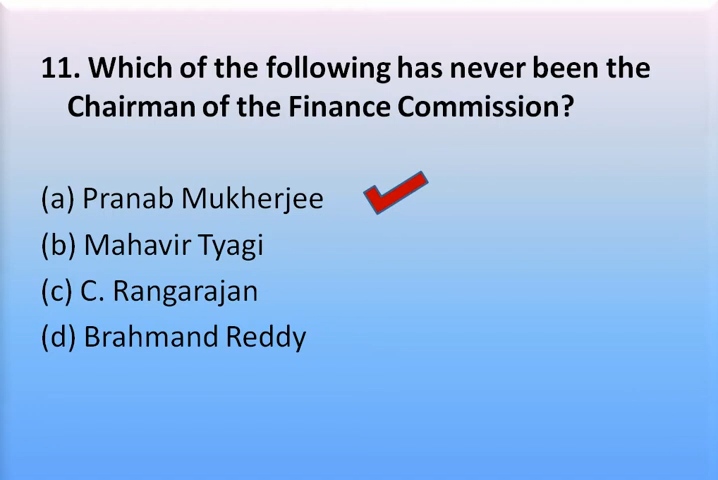 11. Which of the following has never been the
Chairman of the Finance Commission?
(a) Pranab Mukherjee
(b) Mahavir Tyagi
(c) C. Rangarajan
(d) Brahmand Reddy